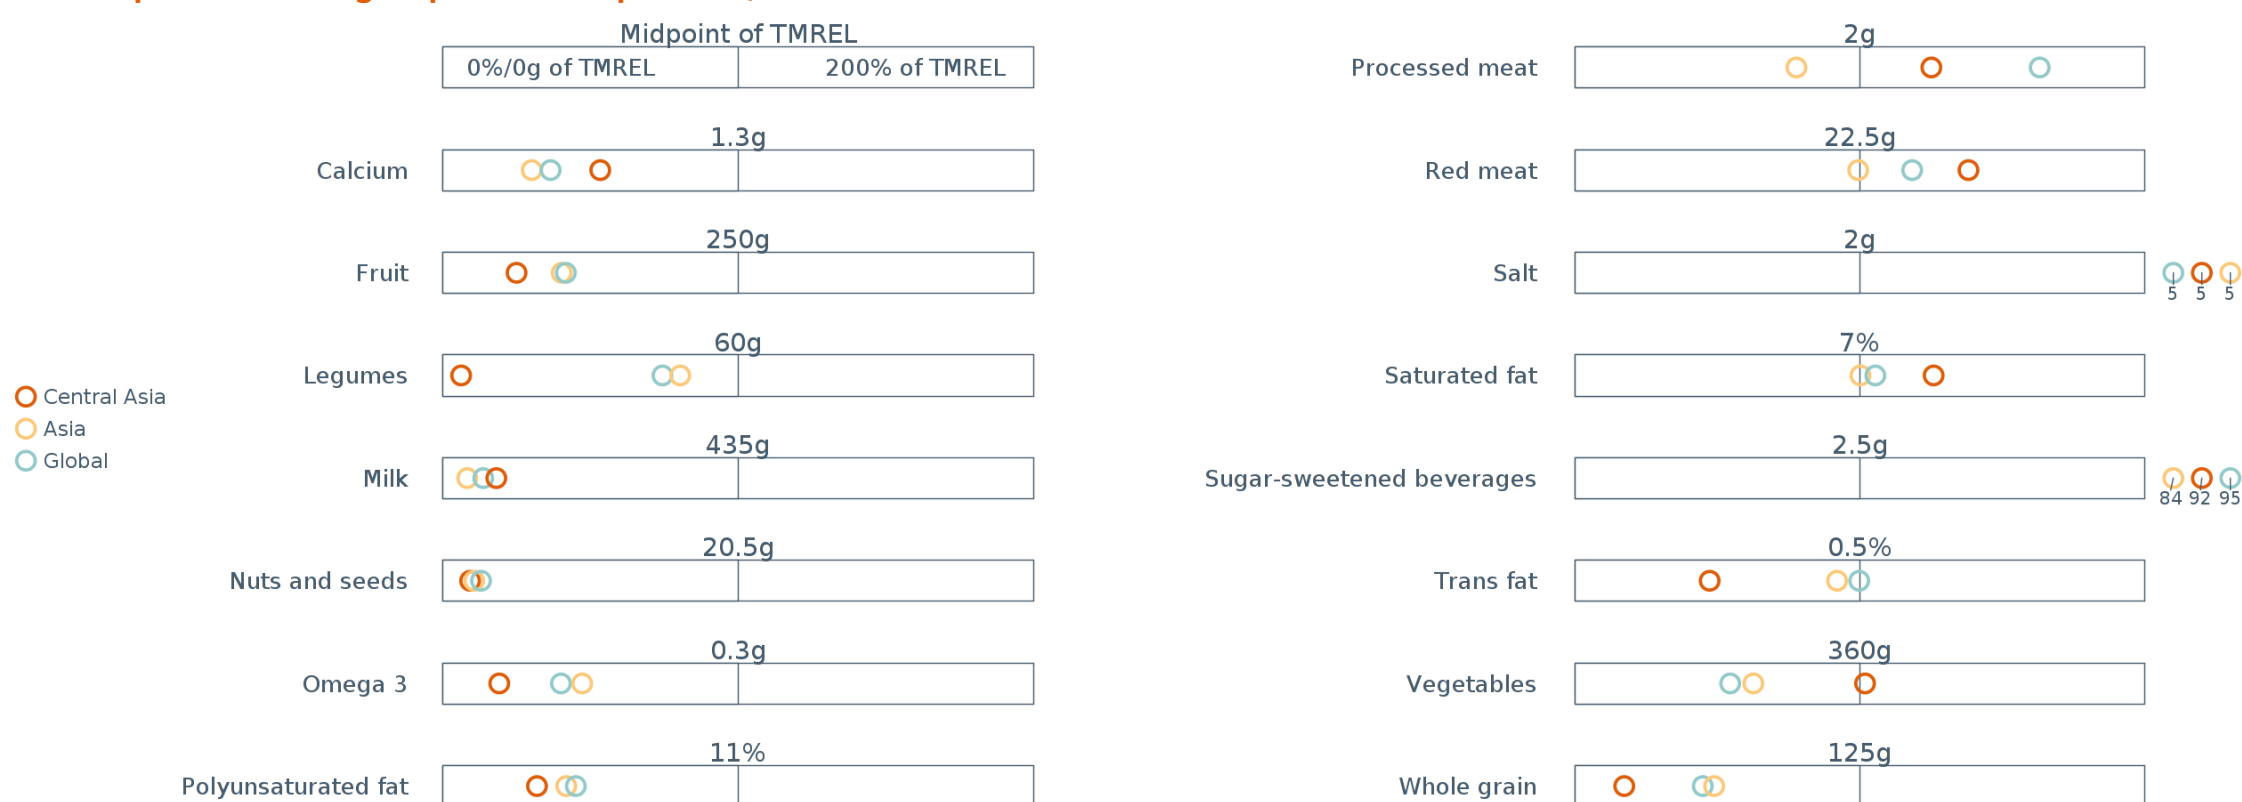 Midpoint of TMREL
0%/0g of TMREL 200% of TMREL
Calcium 1.3g
Fruit 250g
Legumes 60g
Milk 435g
Nuts and seeds 20.5g
Omega 3 0.3g
Polyunsaturated fat 11%
Central Asia
Asia
Global
Processed meat 2g
Red meat 22.5g
Salt 2g
5 5 5
Saturated fat 7%
Sugar-sweetened beverages 2.5g
84 92 95
Trans fat 0.5%
Vegetables 360g
Whole grain 125g